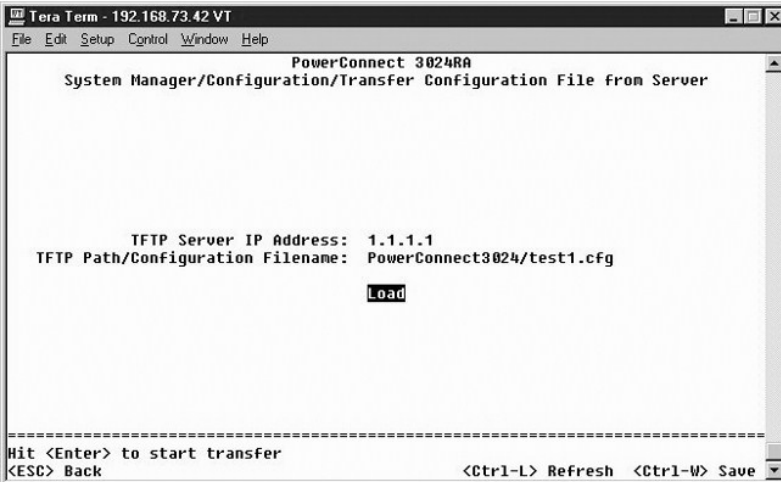 Tera Term - 192.168.73.42 VT
File Edit Setup Control Window Help
PowerConnect 3024RA
System Manager/Configuration/Transfer Configuration File from Server
TFTP Server IP Address: 1.1.1.1
TFTP Path/Configuration Filename: PowerConnect3024/test1.cfg
Load
================================================================================
Hit <Enter> to start transfer
<ESC> Back <Ctrl-L> Refresh <Ctrl-W> Save